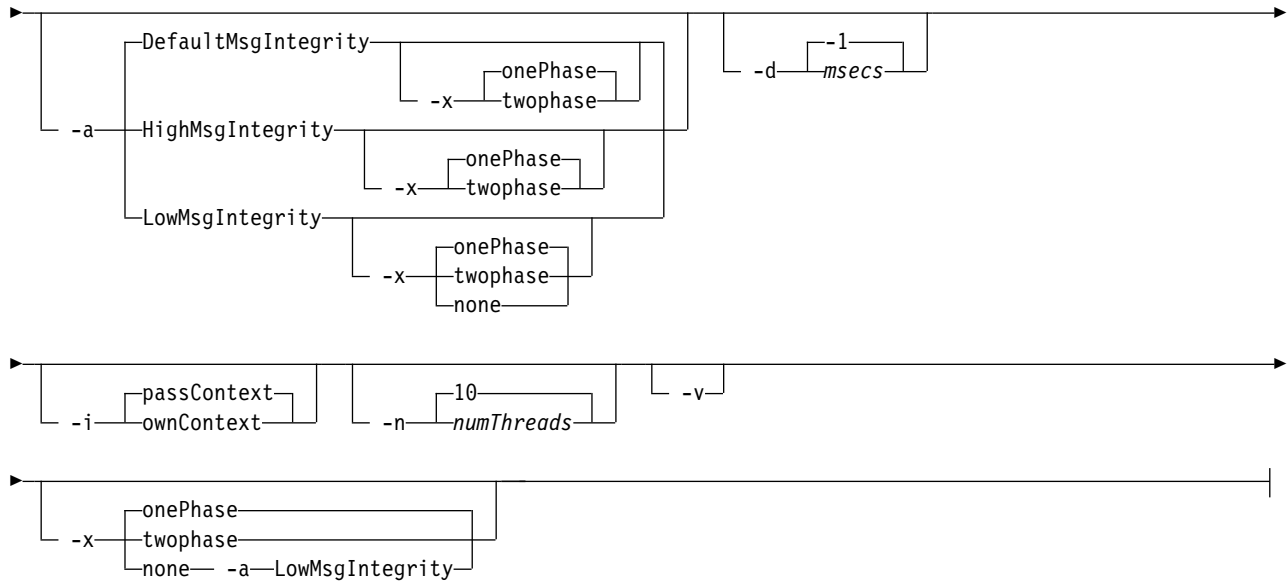 DefaultMsgIntegrity
-1
onePhase
-d msecs
-x twophase
-a HighMsgIntegrity
onePhase
-x twophase
LowMsgIntegrity
onePhase
-x twophase
none
passContext 10 -v
-i ownContext -n numThreads
onePhase
-x twophase
none -a LowMsgIntegrity